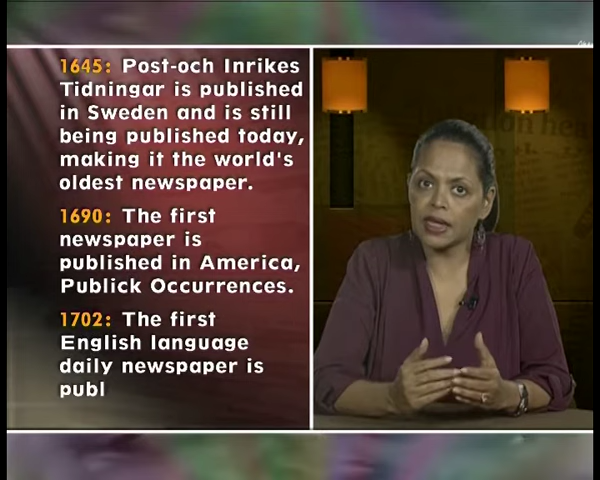 1645: Post-och Inrikes
Tidningar is published
in Sweden and is still
being published today,
making it the world's
oldest newspaper.
1690: The first
newspaper is
published in America,
Publick Occurrences.
1702: The first
English language
daily newspaper is
publ